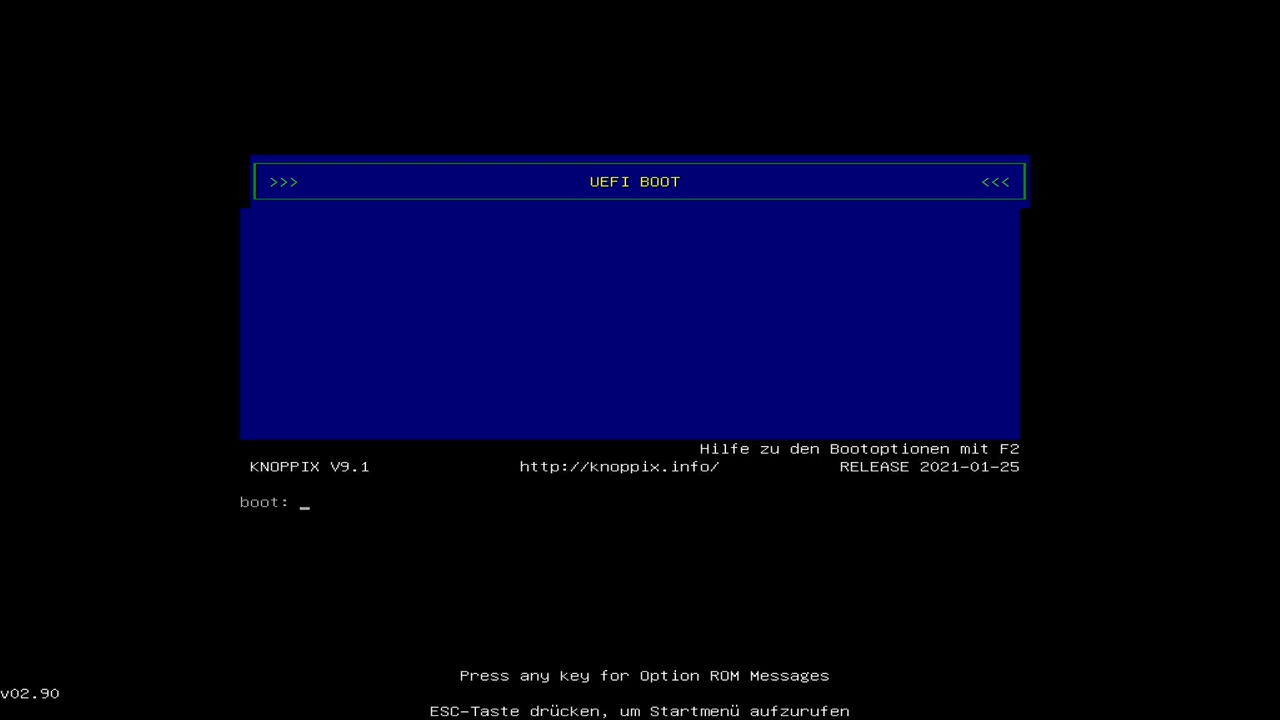 >>> UEFI BOOT <<<
Hilfe zu den Bootoptionen mit F2
KNOPPIX V9.1 http://knoppix.info/ RELEASE 2021-01-25
boot: _
Press any key for Option ROM Messages
v02.90
ESC-Taste drücken, um Startmenü aufzurufen